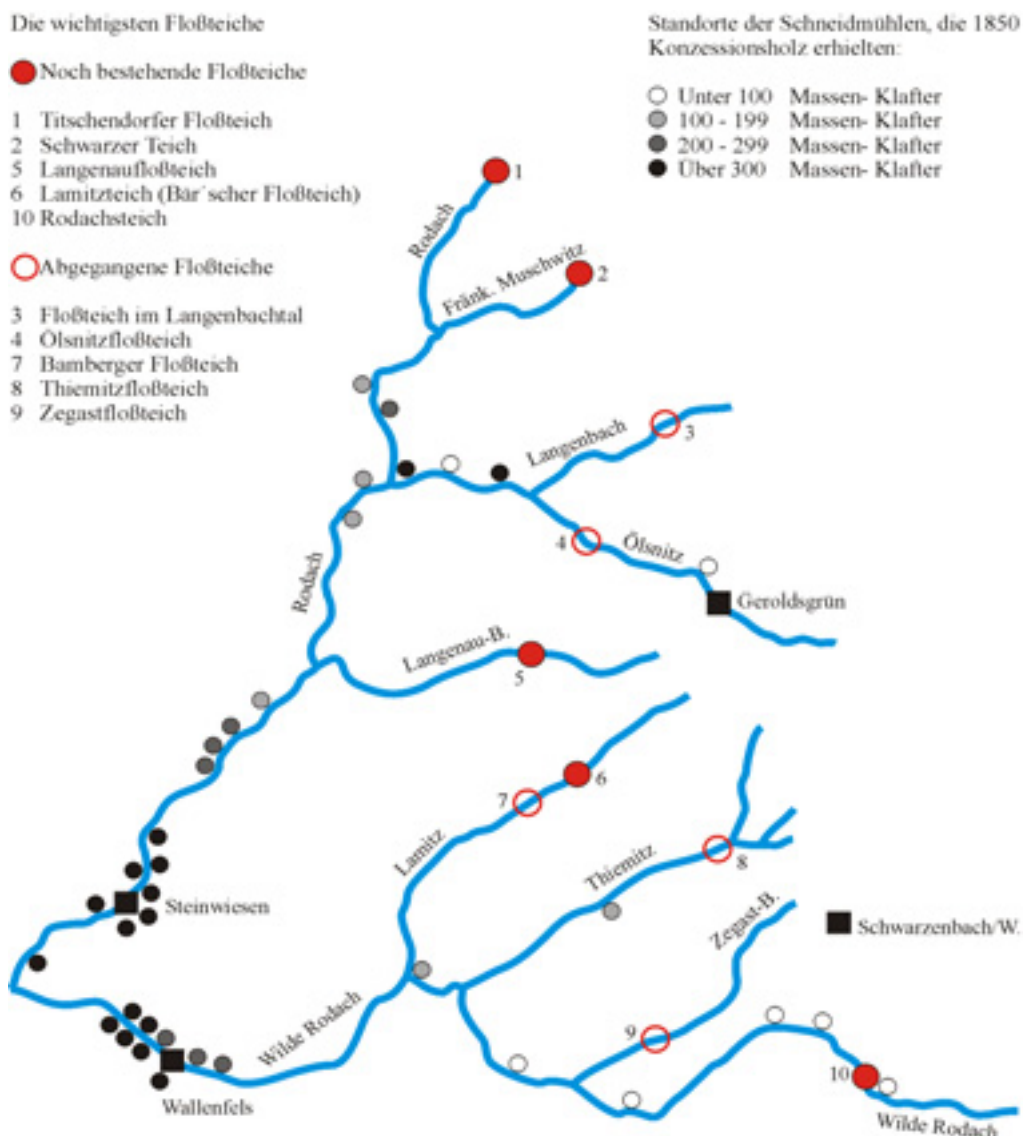 Die wichtigsten Floßteiche
Noch bestehende Floßteiche
1 Titschendorfer Floßteich
2 Schwarzer Teich
5 Langenaufloßteich
6 Lamitzteich (Bär´scher Floßteich)
10 Rodachsteich
Abgegangene Floßteiche
3 Floßteich im Langenbachtal
4 Ölsnitzfloßteich
7 Bamberger Floßteich
8 Thiemitzfloßteich
9 Zegastfloßteich
Standorte der Schneidmühlen, die 1850
Konzessionsholz erhielten:
Unter 100 Massen- Klafter
100 - 199 Massen- Klafter
200 - 299 Massen- Klafter
Über 300 Massen- Klafter
1
Rodach
2
Fränk. Muschwitz
3
Langenbach
4
Ölsnitz
Geroldsgrün
Rodach
Langenau-B.
5
6
7
Lamitz
Thiemitz
8
Zegast-B.
Steinwiesen
Schwarzenbach/W.
Wilde Rodach
9
10
Wallenfels
Wilde Rodach